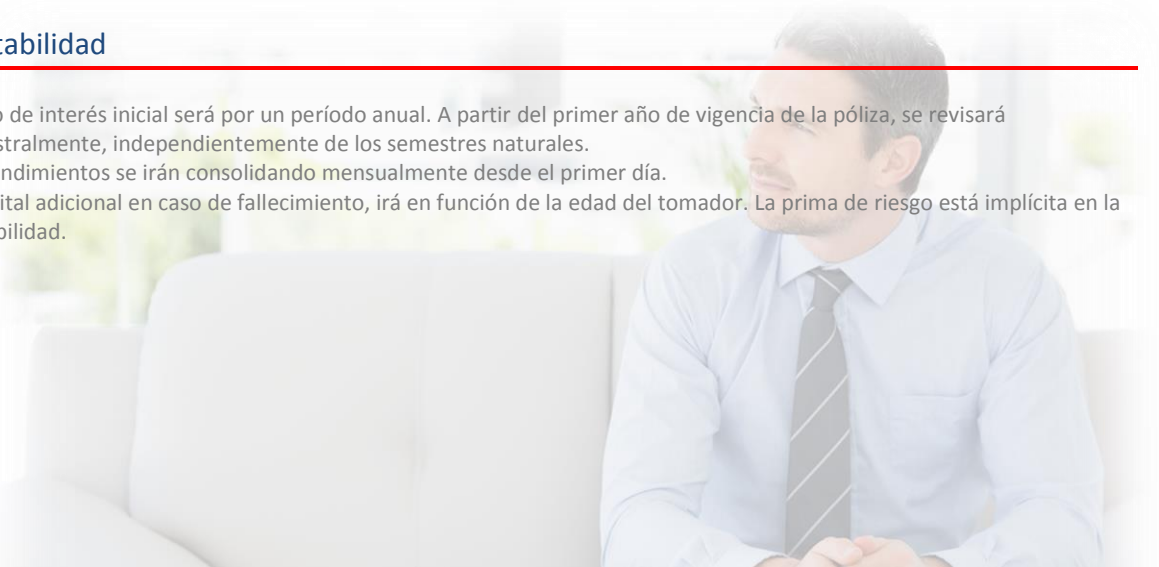 tabilidad
o de interés inicial será por un período anual. A partir del primer año de vigencia de la póliza, se revisará
stralmente, independientemente de los semestres naturales.
ndimientos se irán consolidando mensualmente desde el primer día.
ital adicional en caso de fallecimiento, irá en función de la edad del tomador. La prima de riesgo está implícita en la
bilidad.